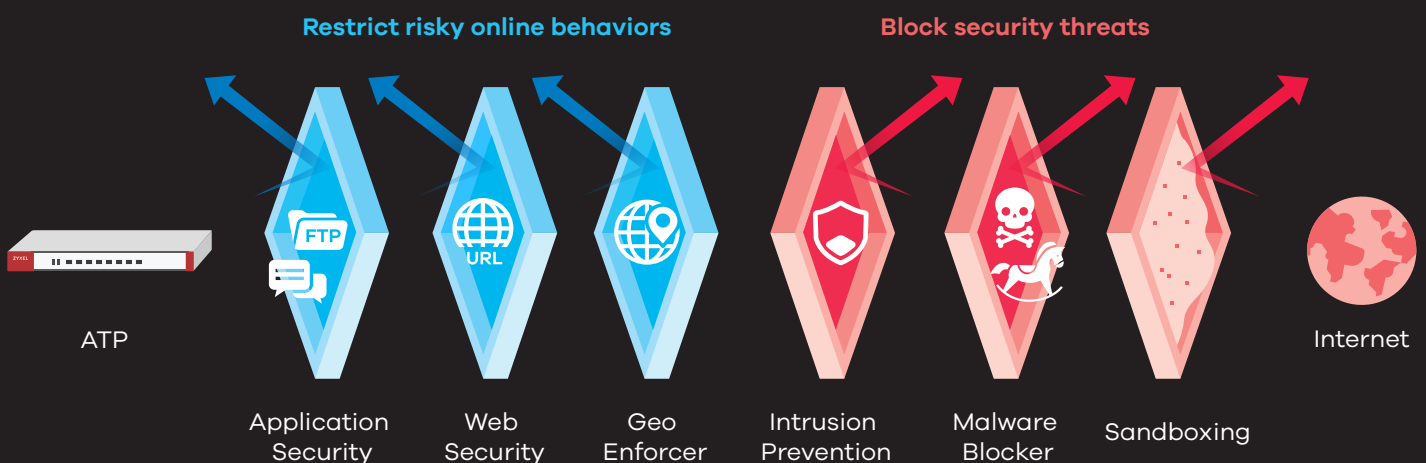 Restrict risky online behaviors
Block security threats
ZYXEL
FTP
URL
ATP
Internet
Application
Security
Web
Security
Geo
Enforcer
Intrusion
Prevention
Malware
Blocker
Sandboxing